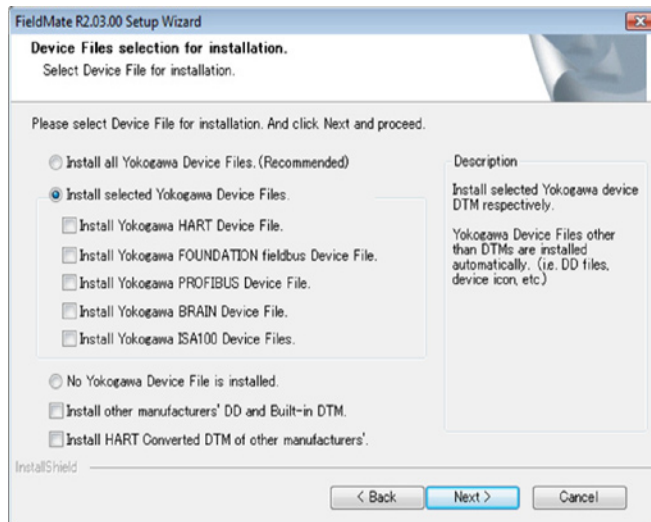 FieldMate R2.03.00 Setup Wizard
Device Files selection for installation.
Select Device File for installation.
Please select Device File for installation. And click Next and proceed.
Install all Yokogawa Device Files. (Recommended)
Install selected Yokogawa Device Files.
Install Yokogawa HART Device File.
Install Yokogawa FOUNDATION fieldbus Device File.
Install Yokogawa PROFIBUS Device File.
Install Yokogawa BRAIN Device File.
Install Yokogawa ISA100 Device Files.
No Yokogawa Device File is installed.
Install other manufacturers' DD and Built-in DTM.
Install HART Converted DTM of other manufacturers'.
Description
Install selected Yokogawa device
DTM respectively.
Yokogawa Device Files other
than DTMs are installed
automatically. (i.e. DD files,
device icon, etc.)
InstallShield
< Back
Next >
Cancel